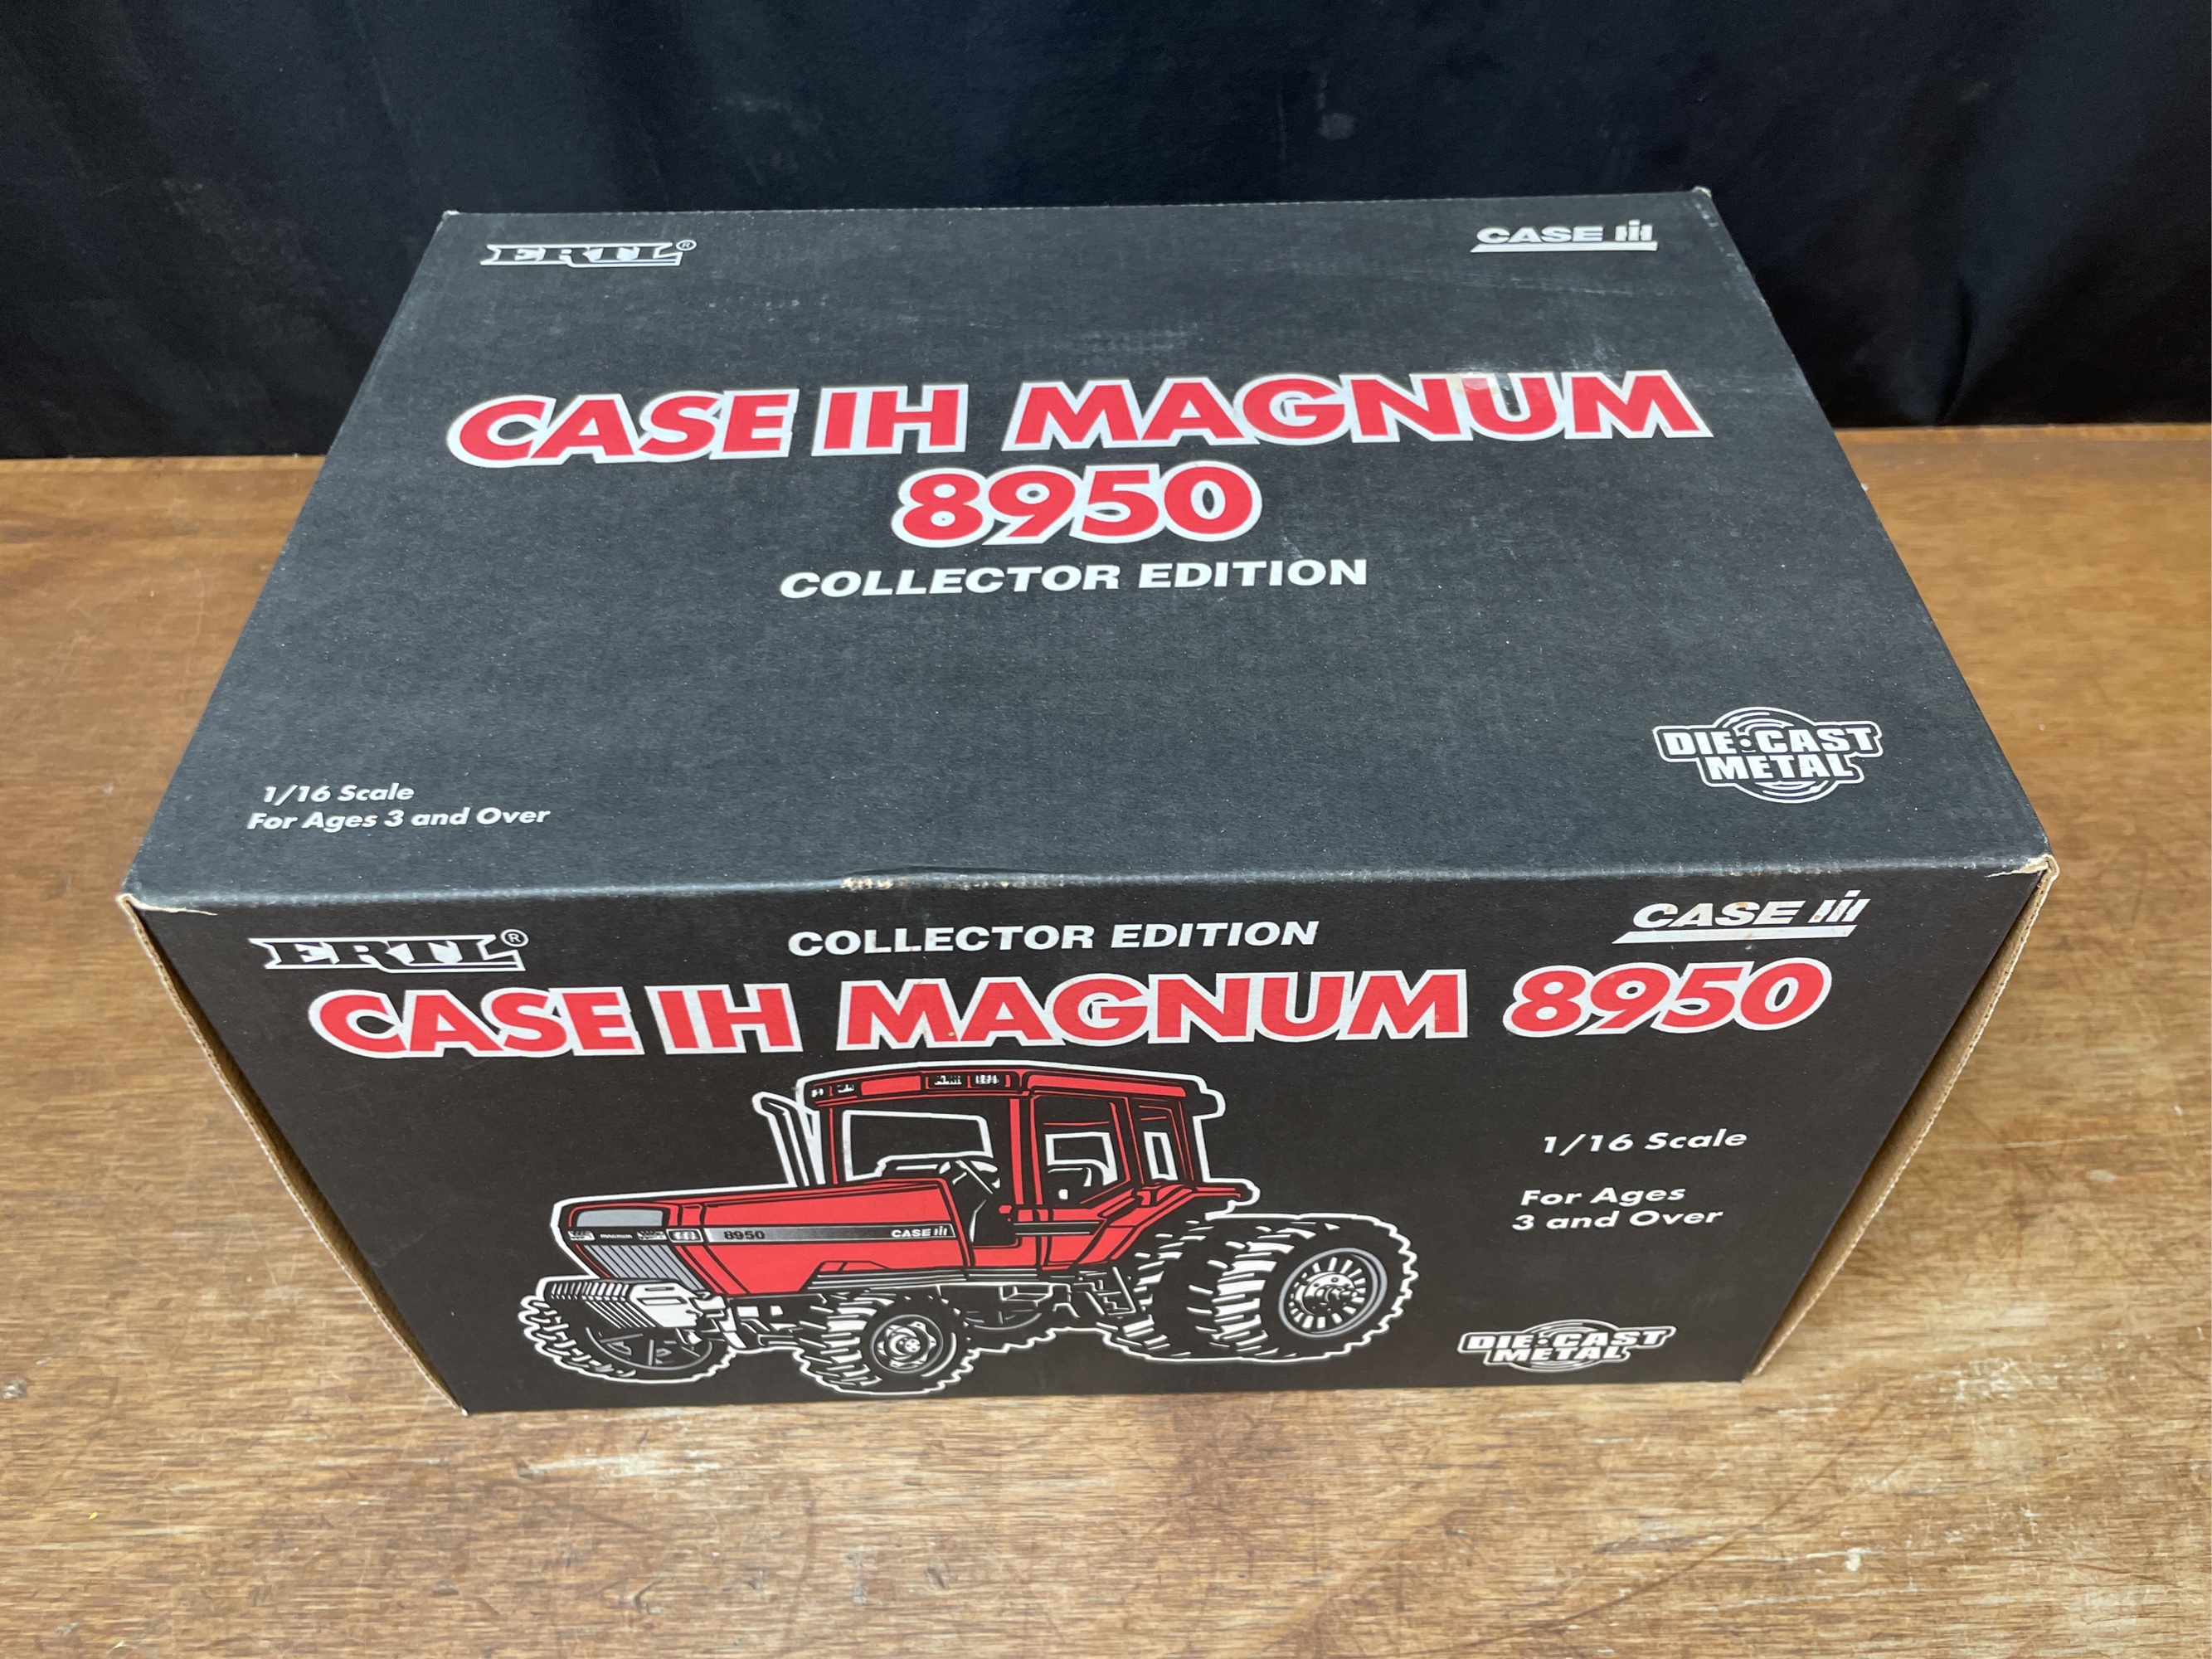 ERTL®
CASE IH
CASE IH MAGNUM
8950
COLLECTOR EDITION
DIE-CAST
METAL
1/16 Scale
For Ages 3 and Over
ERTL®
COLLECTOR EDITION
CASE IH
CASE IH MAGNUM 8950
1/16 Scale
For Ages
3 and Over
8950
CASE IH
MAGNUM
DIE-CAST
METAL